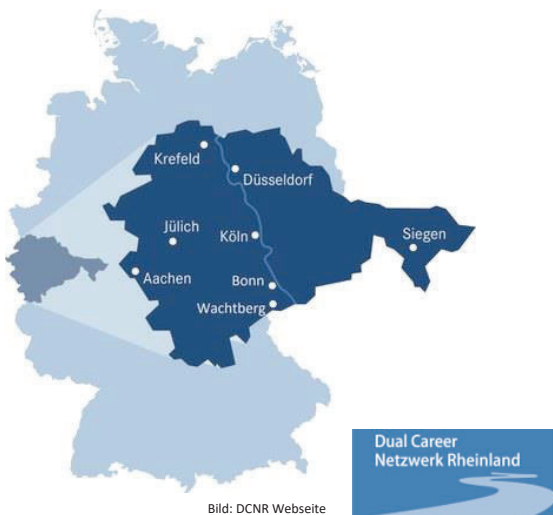 Krefeld
Düsseldorf
Jülich
Köln
Siegen
Aachen
Bonn
Wachtberg
Dual Career
Netzwerk Rheinland
Bild: DCNR Webseite